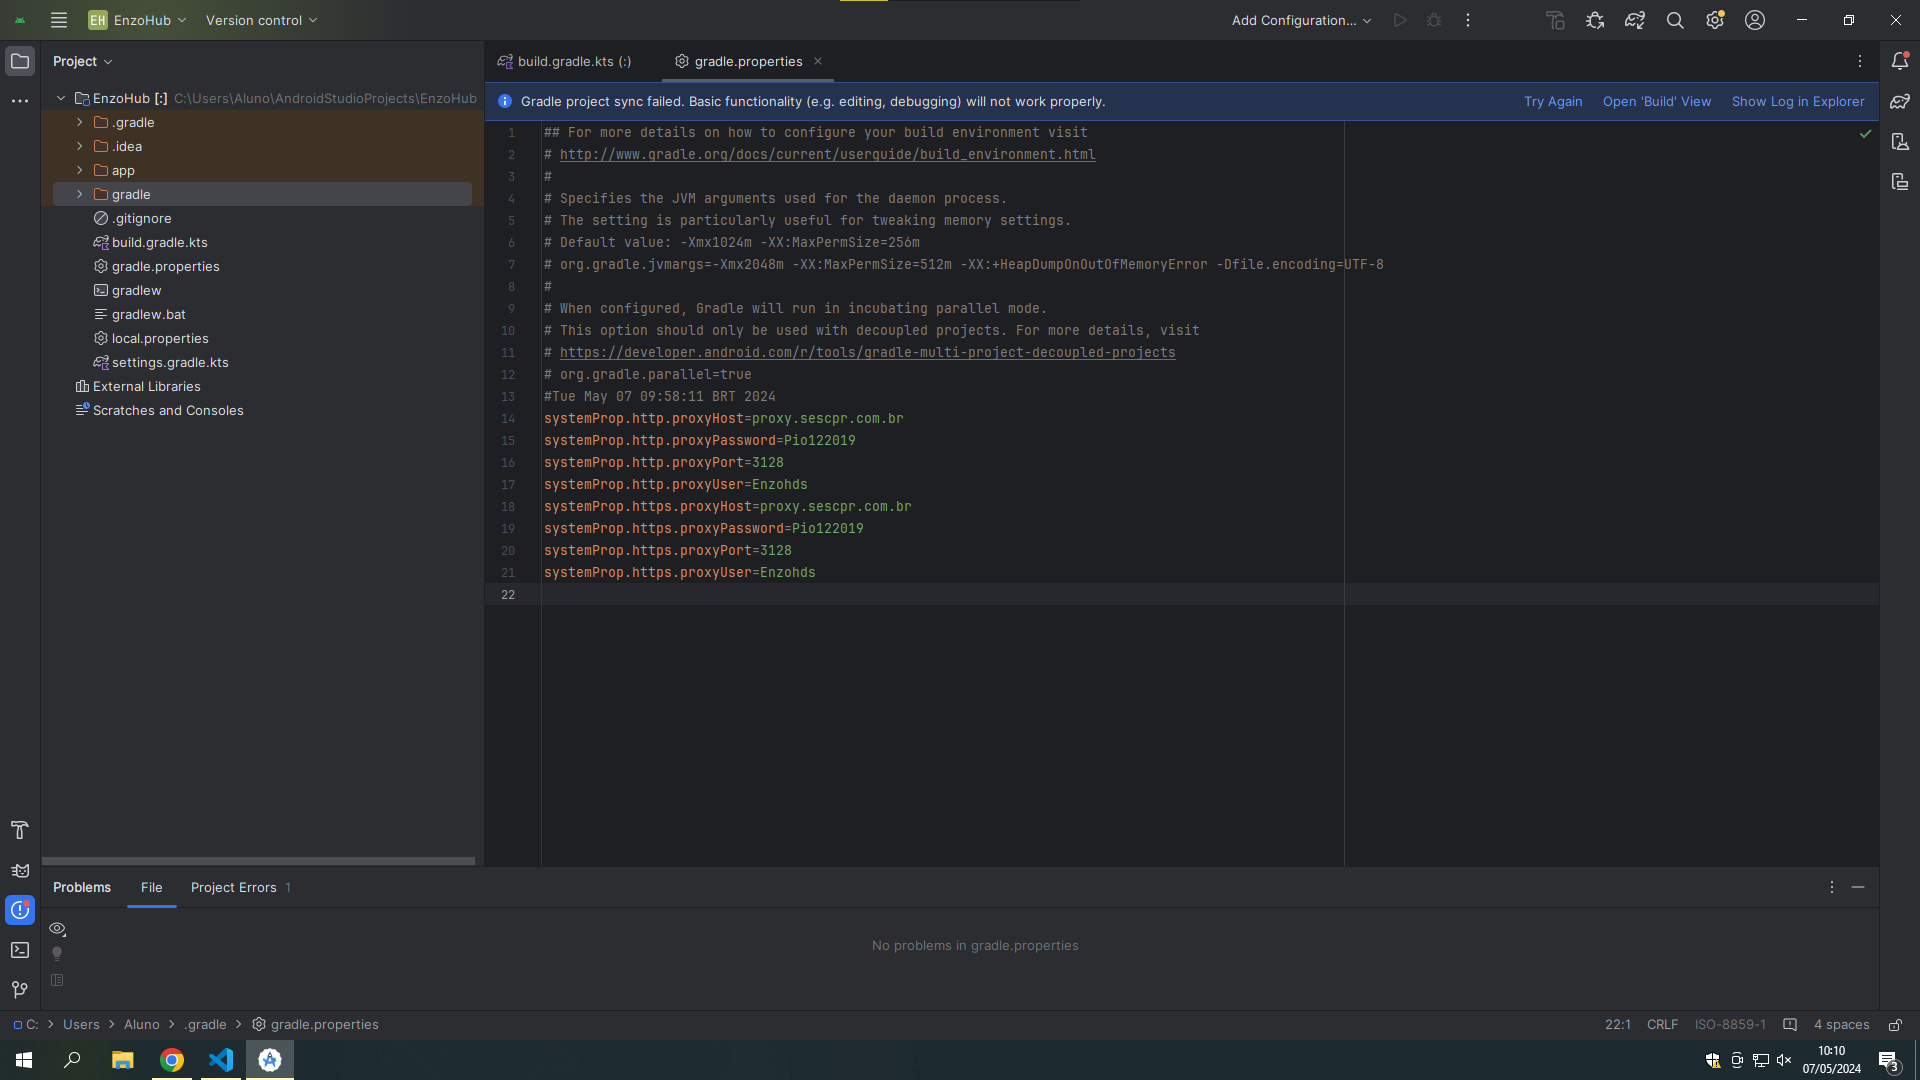 EH EnzoHub Version control Add Configuration...
Project
build.gradle.kts (:) gradle.properties
EnzoHub [:] C:\Users\Aluno\AndroidStudioProjects\EnzoHub
.gradle
.idea
app
gradle
.gitignore
build.gradle.kts
gradle.properties
gradlew
gradlew.bat
local.properties
settings.gradle.kts
External Libraries
Scratches and Consoles
Gradle project sync failed. Basic functionality (e.g. editing, debugging) will not work properly. Try Again Open 'Build' View Show Log in Explorer
1 ## For more details on how to configure your build environment visit
2 # http://www.gradle.org/docs/current/userguide/build_environment.html
3 #
4 # Specifies the JVM arguments used for the daemon process.
5 # The setting is particularly useful for tweaking memory settings.
6 # Default value: -Xmx1024m -XX:MaxPermSize=256m
7 # org.gradle.jvmargs=-Xmx2048m -XX:MaxPermSize=512m -XX:+HeapDumpOnOutOfMemoryError -Dfile.encoding=UTF-8
8 #
9 # When configured, Gradle will run in incubating parallel mode.
10 # This option should only be used with decoupled projects. For more details, visit
11 # https://developer.android.com/r/tools/gradle-multi-project-decoupled-projects
12 # org.gradle.parallel=true
13 #Tue May 07 09:58:11 BRT 2024
14 systemProp.http.proxyHost=proxy.sescpr.com.br
15 systemProp.http.proxyPassword=Pio122019
16 systemProp.http.proxyPort=3128
17 systemProp.http.proxyUser=Enzohds
18 systemProp.https.proxyHost=proxy.sescpr.com.br
19 systemProp.https.proxyPassword=Pio122019
20 systemProp.https.proxyPort=3128
21 systemProp.https.proxyUser=Enzohds
22
Problems File Project Errors 1
No problems in gradle.properties
C: Users Aluno .gradle gradle.properties 22:1 CRLF ISO-8859-1 4 spaces
10:10
07/05/2024
3